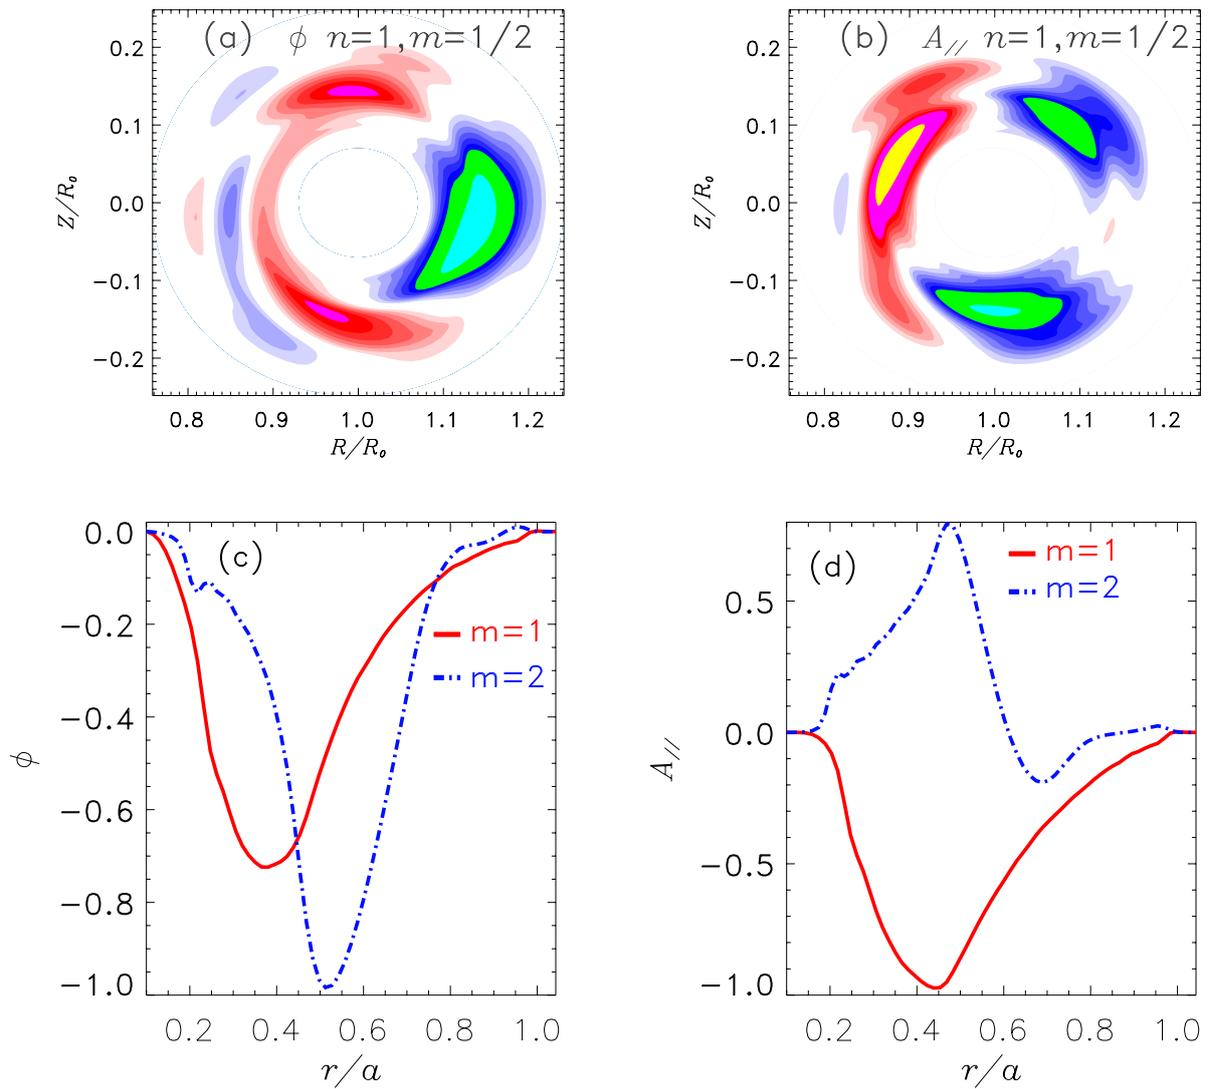 (a) ϕ n=1,m=1/2
0.2
0.1
0.0
−0.1
−0.2
Z/R₀
0.8 0.9 1.0 1.1 1.2
R/R₀
(b) A// n=1,m=1/2
0.2
0.1
0.0
−0.1
−0.2
Z/R₀
0.8 0.9 1.0 1.1 1.2
R/R₀
(c)
0.0
−0.2
−0.4
−0.6
−0.8
−1.0
ϕ
m=1
m=2
0.2 0.4 0.6 0.8 1.0
r/a
(d)
m=1
m=2
0.5
0.0
−0.5
−1.0
A//
0.2 0.4 0.6 0.8 1.0
r/a